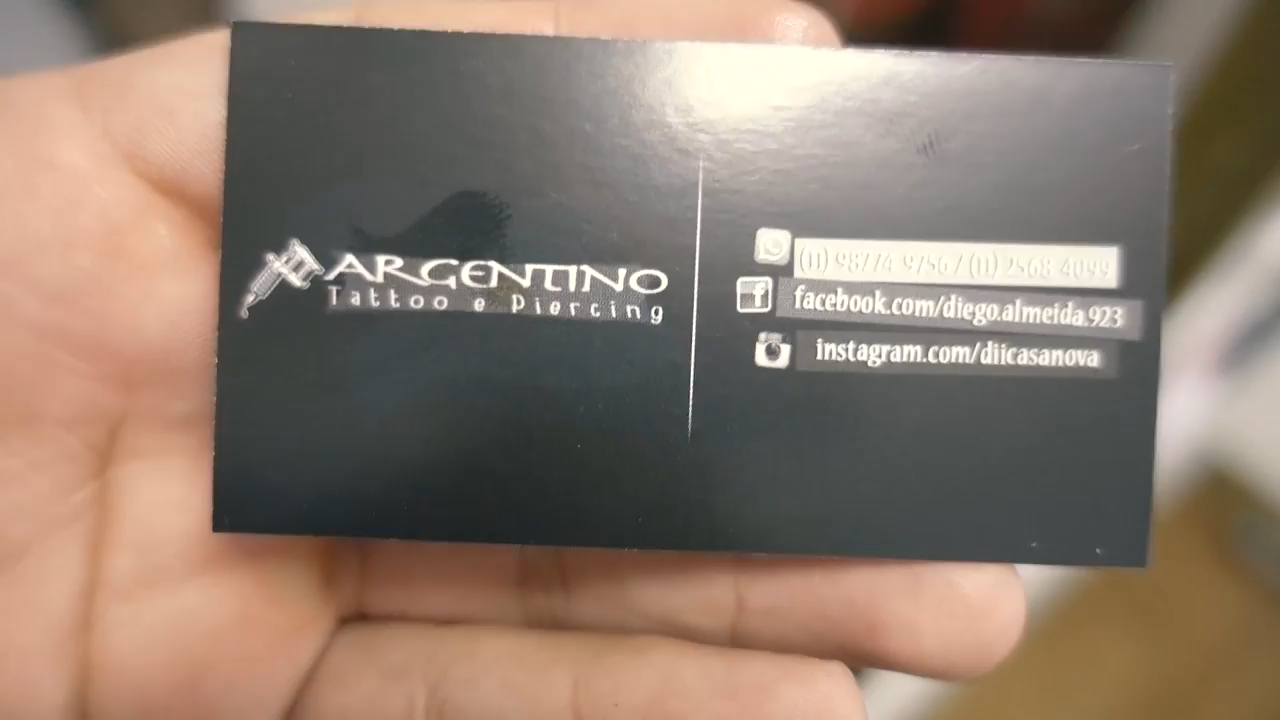 ARGENTINO
Tattoo e Piercing
(11) 98774-9756 / (11) 2568-4099
facebook.com/diego.almeida.923
instagram.com/diicasanova